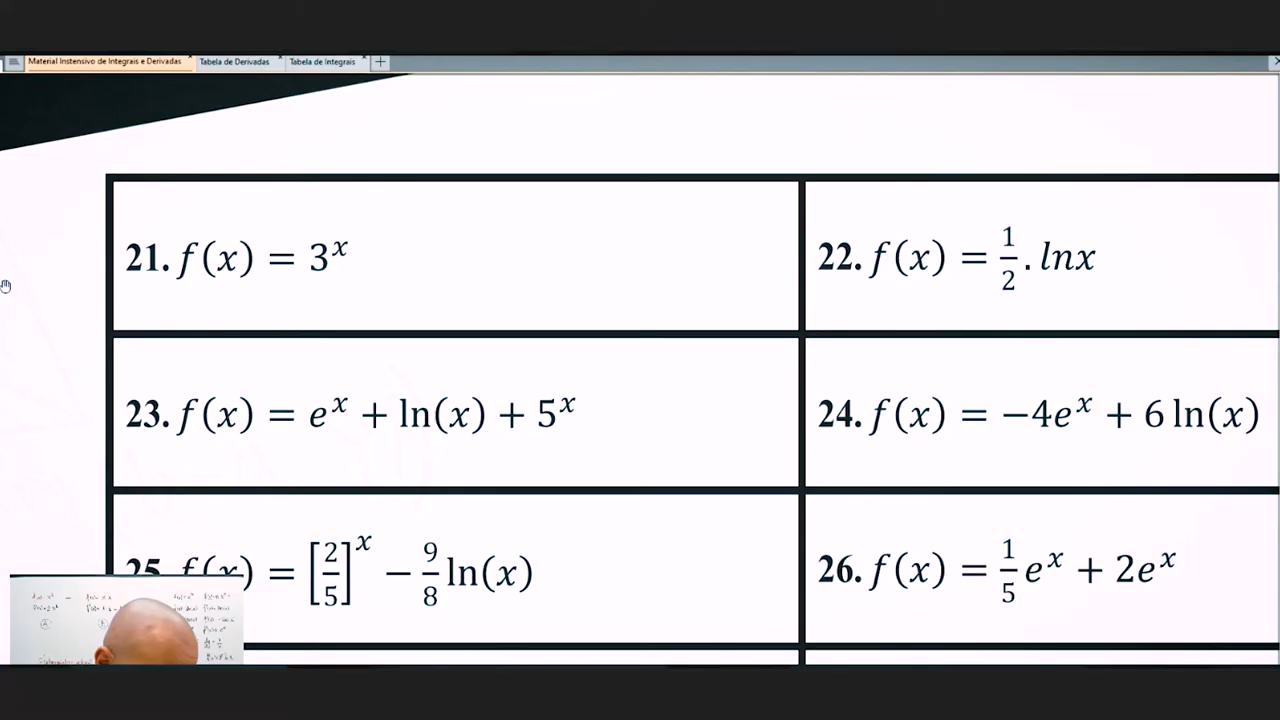 Material Instensivo de Integrais e Derivadas
Tabela de Derivadas
Tabela de Integrais
21. f(x) = 3^x
22. f(x) = 1/2 . lnx
23. f(x) = e^x + ln(x) + 5^x
24. f(x) = −4e^x + 6 ln(x)
25. f(x) = [2/5]^x − 9/8 ln(x)
26. f(x) = 1/5 e^x + 2e^x